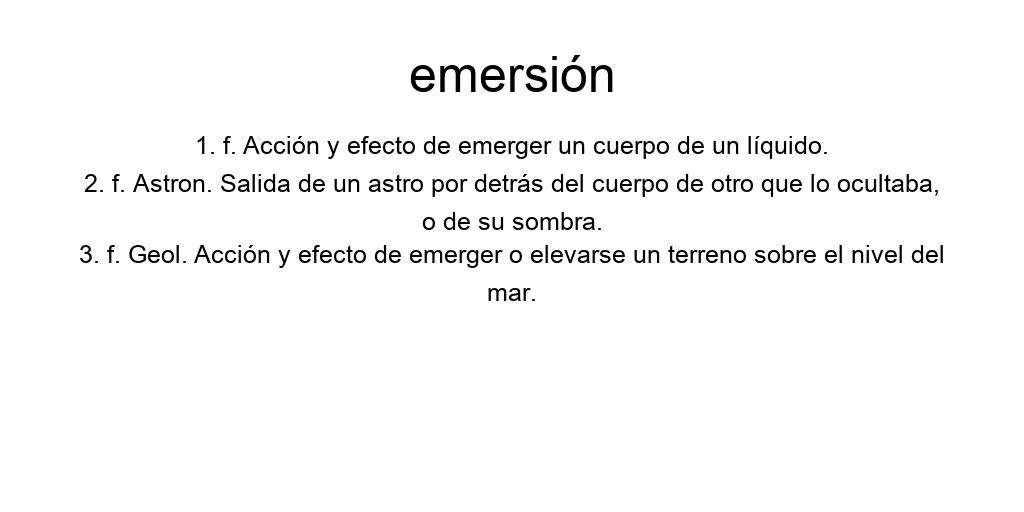 emersión
1. f. Acción y efecto de emerger un cuerpo de un líquido.
2. f. Astron. Salida de un astro por detrás del cuerpo de otro que lo ocultaba,
o de su sombra.
3. f. Geol. Acción y efecto de emerger o elevarse un terreno sobre el nivel del
mar.